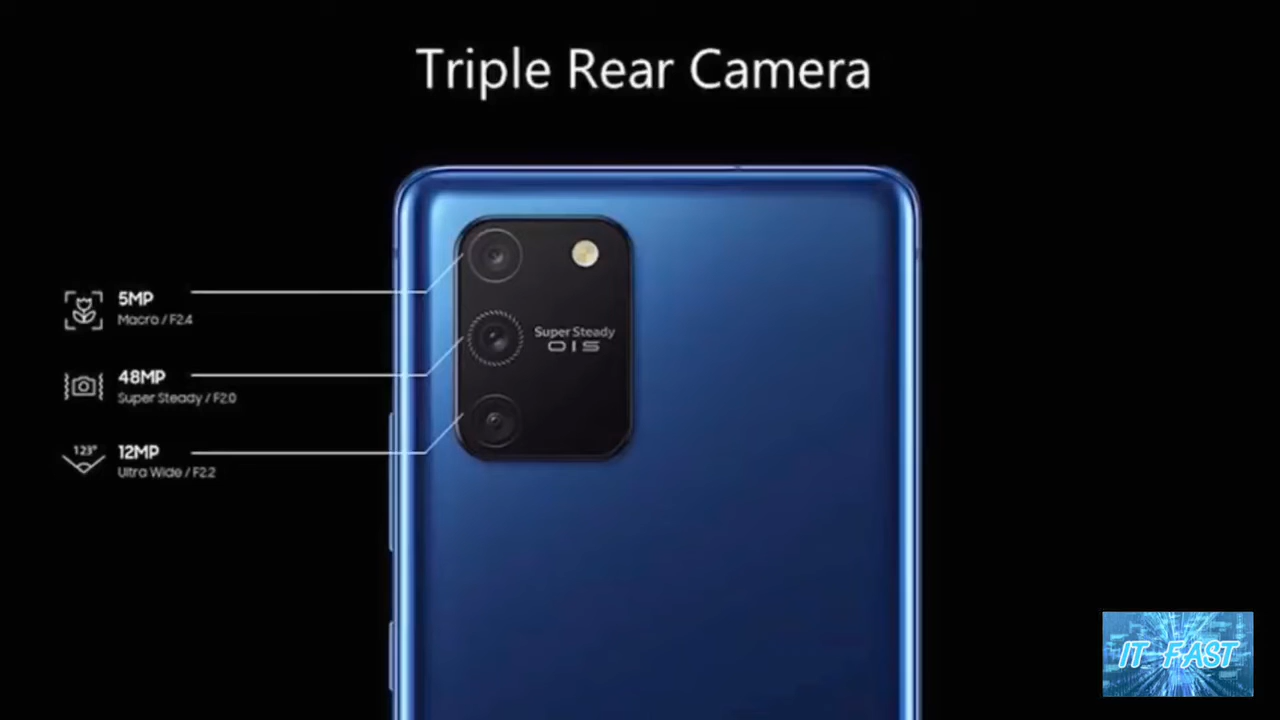 Triple Rear Camera
5MP
Macro / F2.4
48MP
Super Steady / F2.0
123°
12MP
Ultra Wide / F2.2
Super Steady
OIS
IT FAST